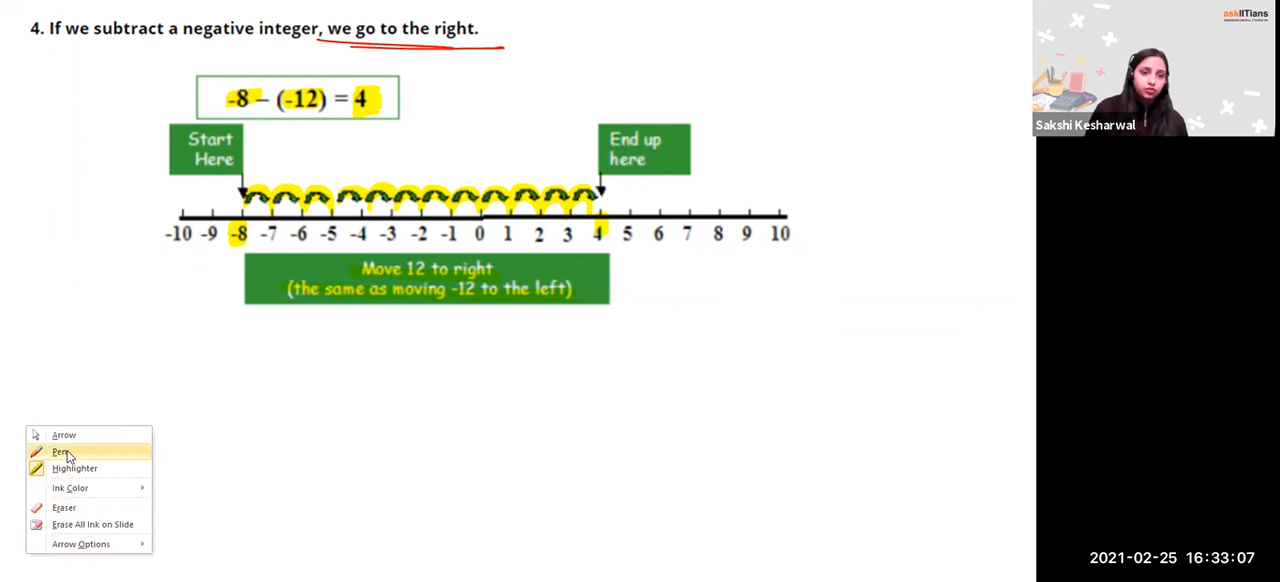 4. If we subtract a negative integer, we go to the right.
askIITians
Sakshi Kesharwal
-8 – (-12) = 4
Start
Here
End up
here
-10 -9 -8 -7 -6 -5 -4 -3 -2 -1 0 1 2 3 4 5 6 7 8 9 10
Move 12 to right
(the same as moving -12 to the left)
Arrow
Pen
Highlighter
Ink Color
Eraser
Erase All Ink on Slide
Arrow Options
2021-02-25 16:33:07